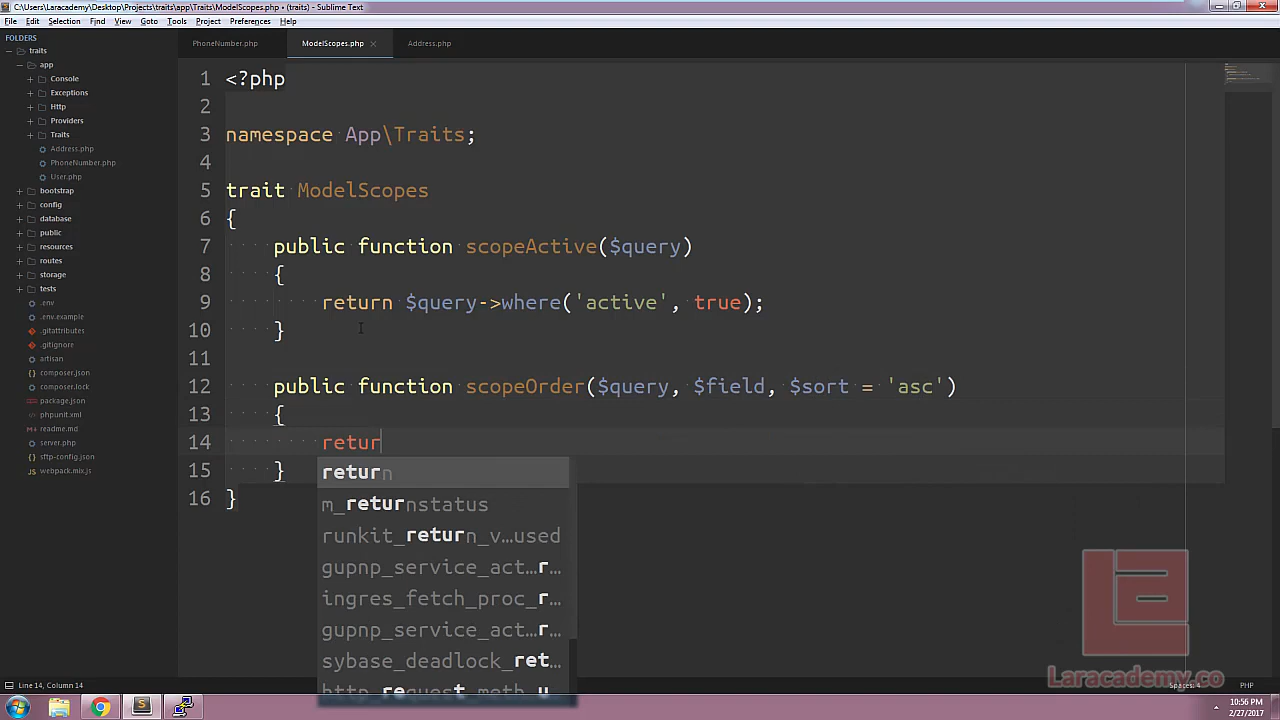 C:\Users\Laracademy\Desktop\Projects\traits\app\Traits\ModelScopes.php • (traits) - Sublime Text
File Edit Selection Find View Goto Tools Project Preferences Help
FOLDERS
traits
app
Console
Exceptions
Http
Providers
Traits
Address.php
PhoneNumber.php
User.php
bootstrap
config
database
public
resources
routes
storage
tests
.env
.env.example
.gitattributes
.gitignore
artisan
composer.json
composer.lock
package.json
phpunit.xml
readme.md
server.php
sftp-config.json
webpack.mix.js
PhoneNumber.php ModelScopes.php Address.php
1 <?php
2
3 namespace App\Traits;
4
5 trait ModelScopes
6 {
7 public function scopeActive($query)
8 {
9 return $query->where('active', true);
10 }
11
12 public function scopeOrder($query, $field, $sort = 'asc')
13 {
14 retur
15 }
16 }
return
m_returnstatus
runkit_return_v…used
gupnp_service_act…r…
ingres_fetch_proc_r…
gupnp_service_act…r…
sybase_deadlock_ret…
http_request_meth…u…
Laracademy.co
Line 14, Column 14
Spaces: 4
PHP
10:56 PM
2/27/2017